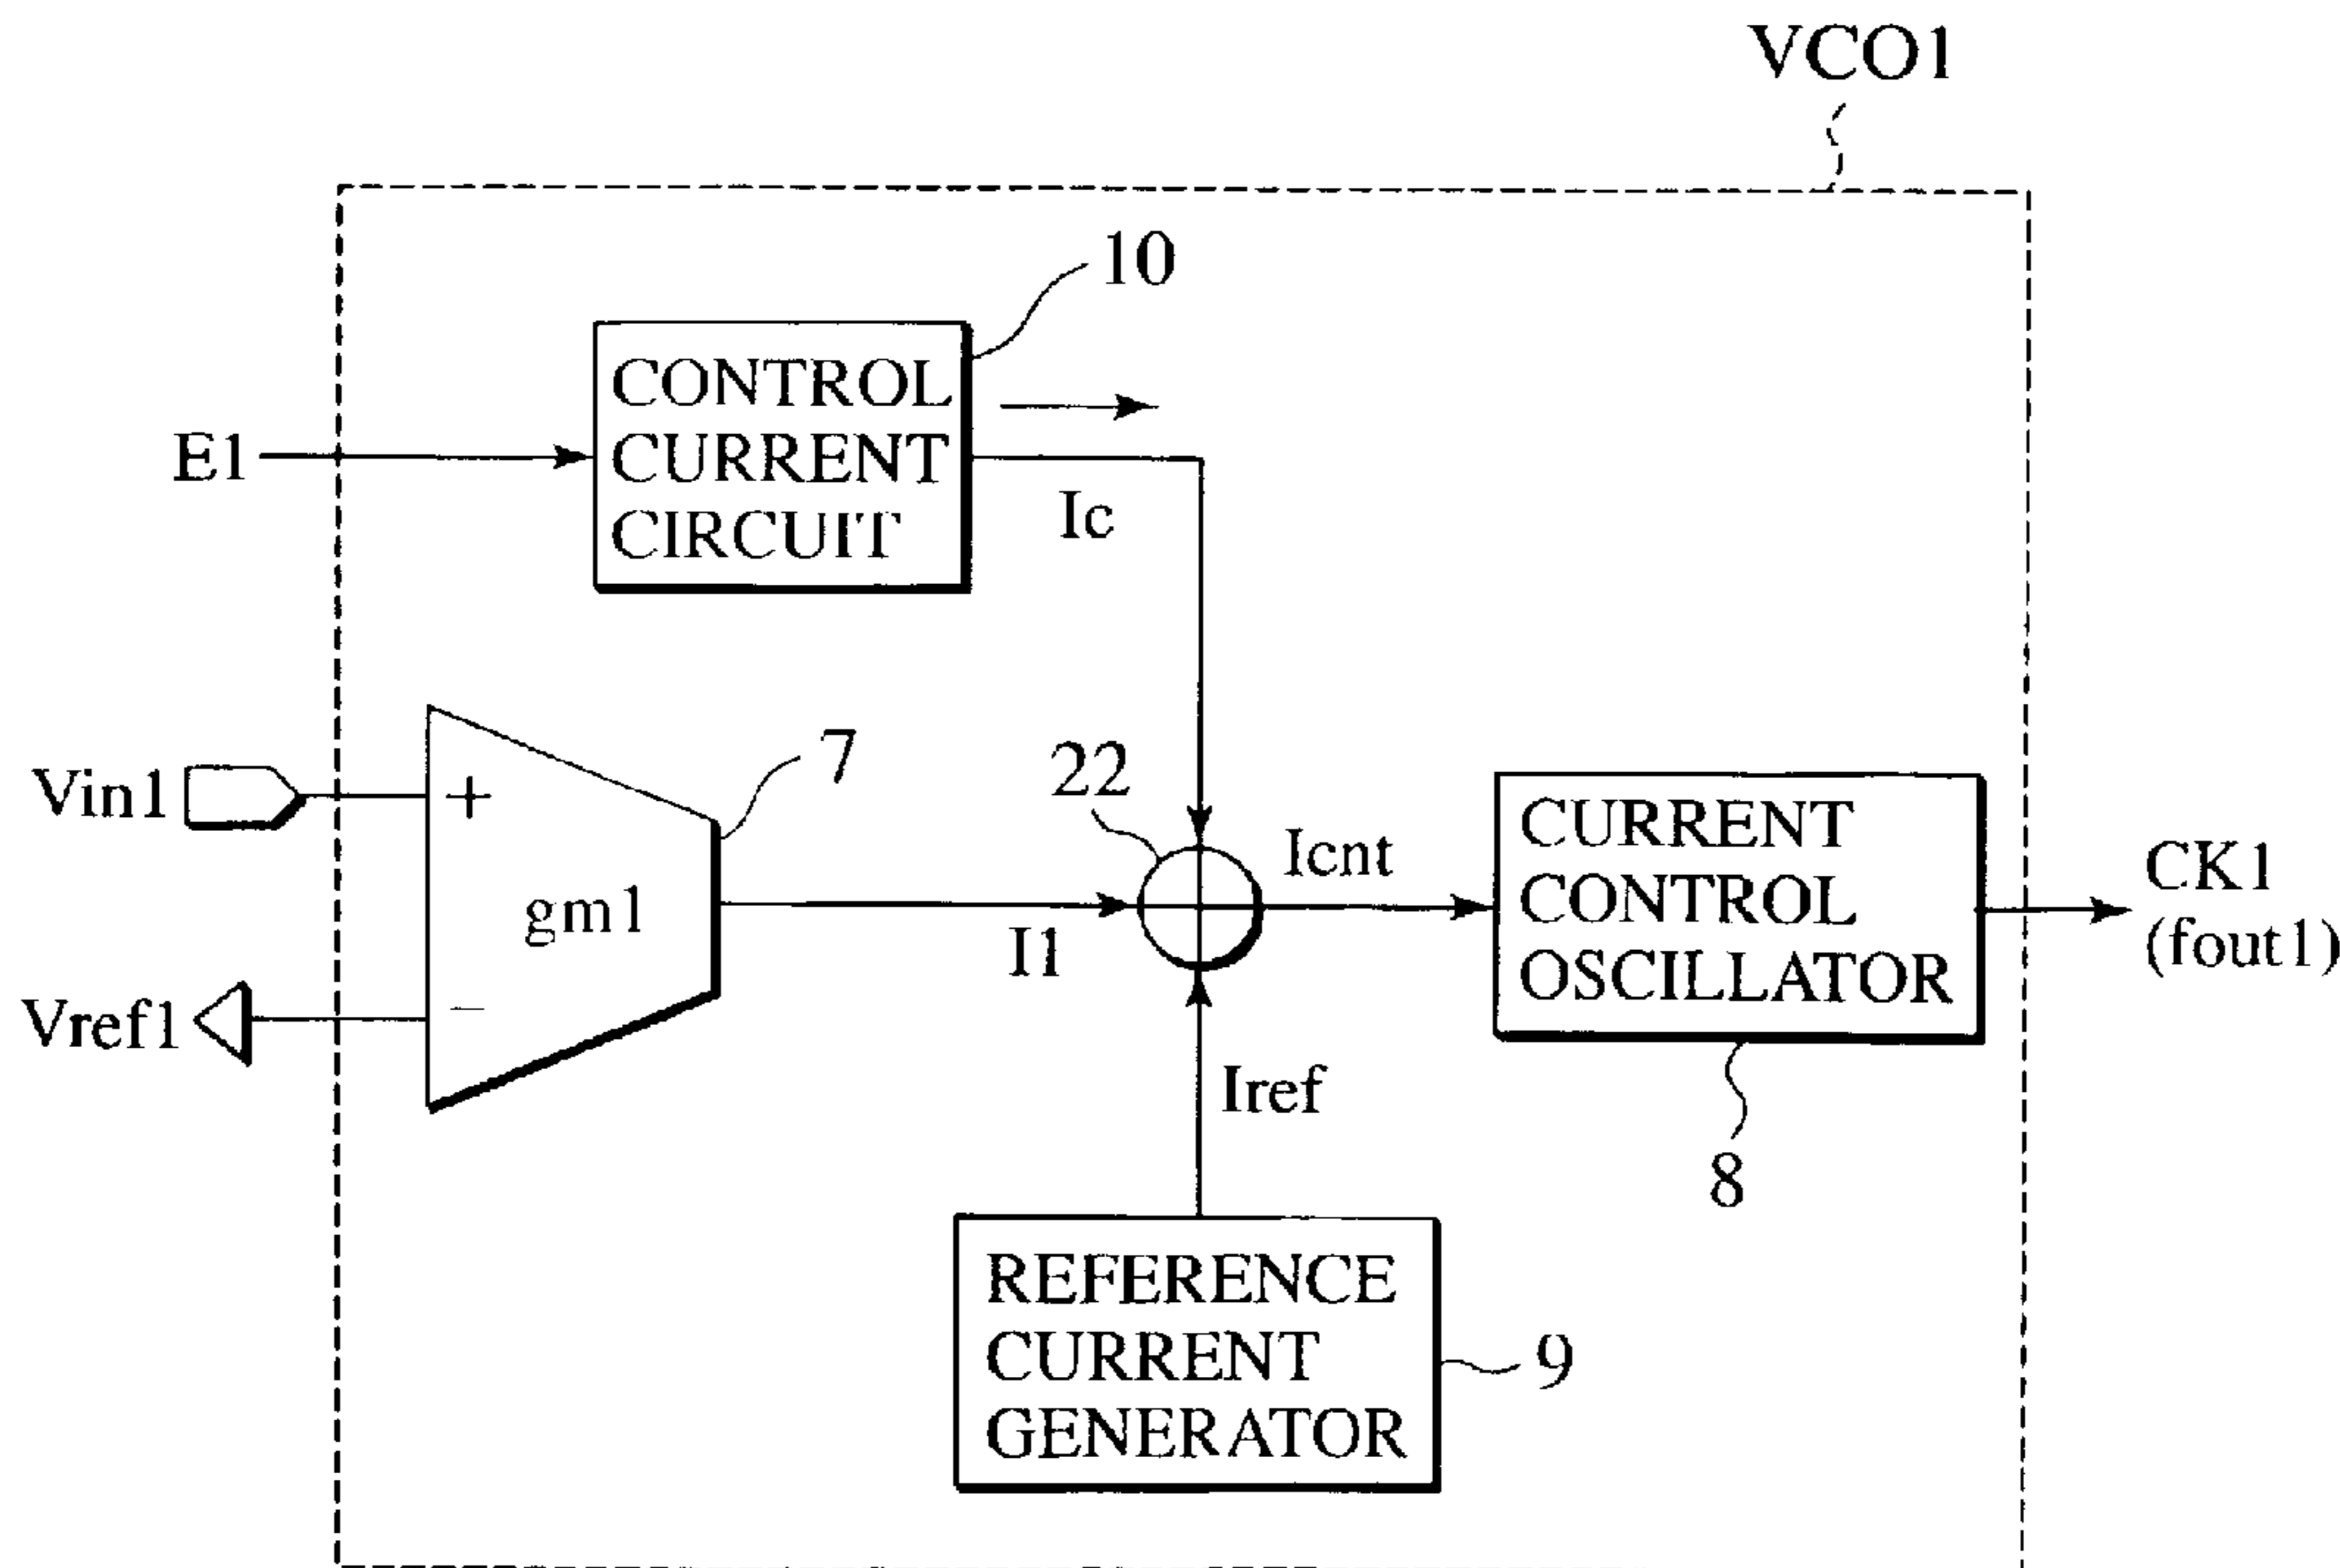 VCO1
10
CONTROL
CURRENT
CIRCUIT
E1
Ic
Vin1
+
7
22
Icnt
CURRENT
CONTROL
OSCILLATOR
CK1
(fout1)
gm1
I1
Vref1
−
Iref
8
REFERENCE
CURRENT
GENERATOR
9